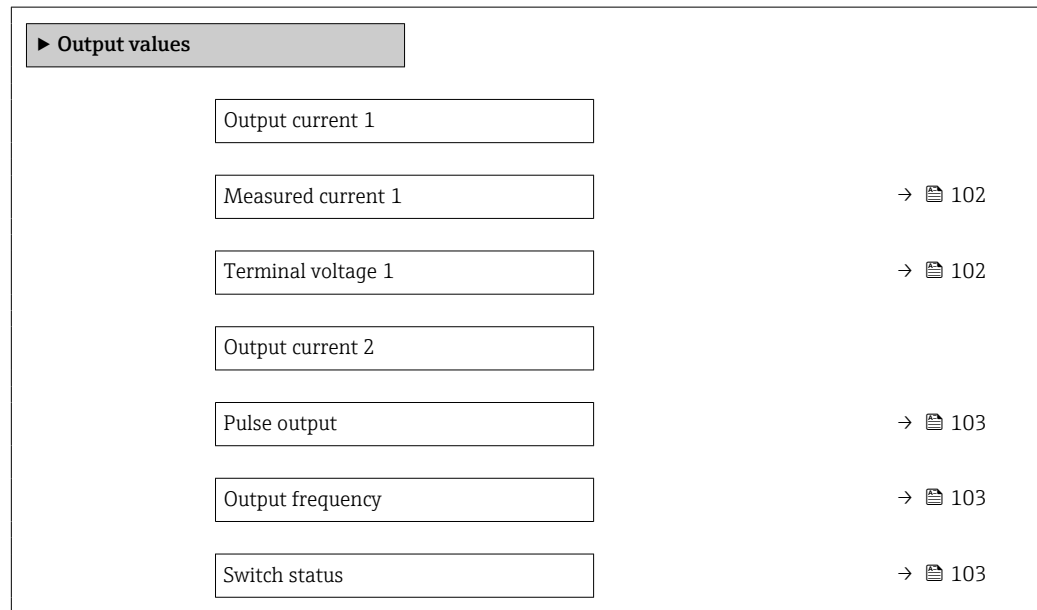 ▶ Output values
Output current 1
Measured current 1 → 102
Terminal voltage 1 → 102
Output current 2
Pulse output → 103
Output frequency → 103
Switch status → 103